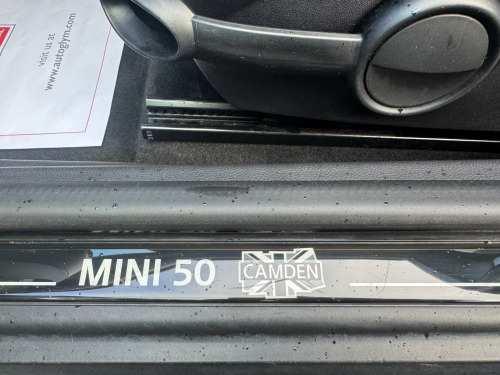 visit us at
www.autoglym.com
MINI 50 CAMDEN